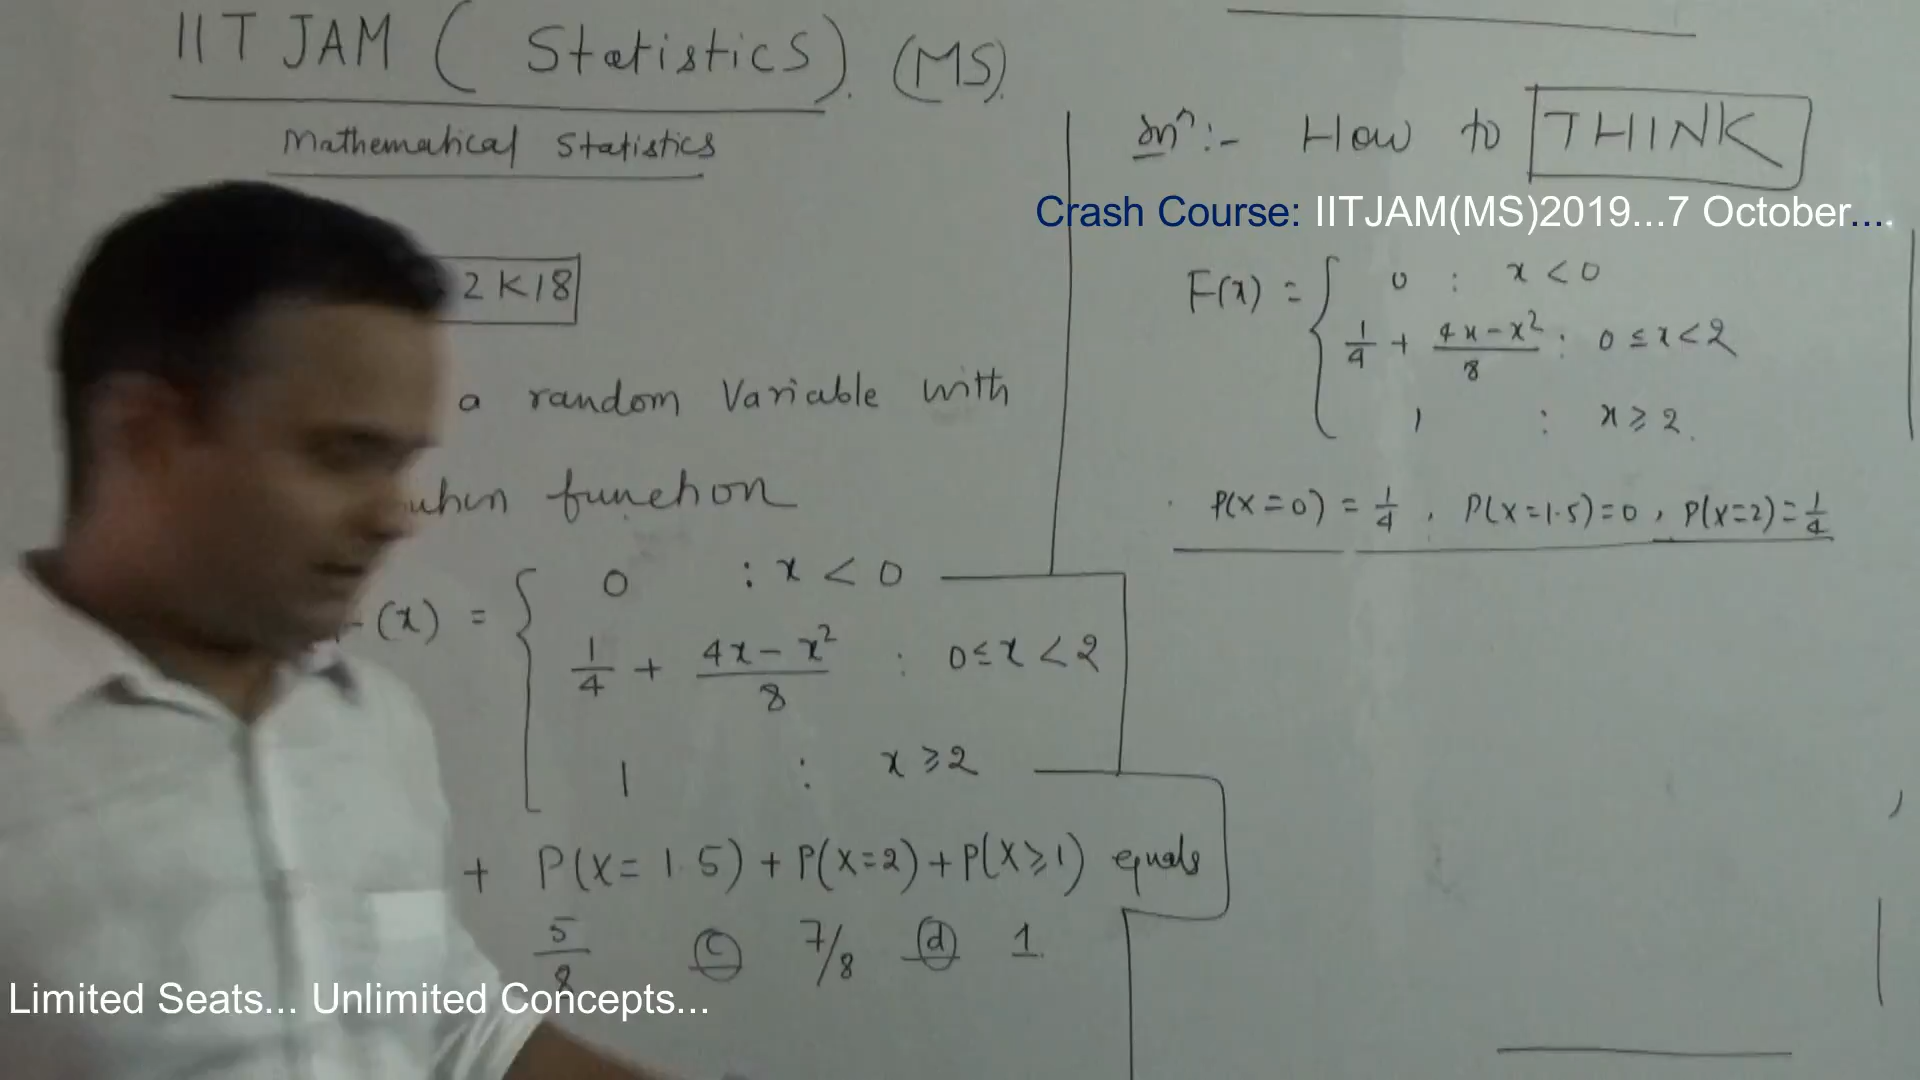 IIT JAM ( Statistics). (MS).
Mathematical Statistics
2K18
a random Variable with
function
(x) = { 0 : x < 0
1/4 + (4x - x²)/8 : 0 ≤ x < 2
1 : x ≥ 2
+ P(X = 1.5) + P(X=2) + P(X ≥ 1) equals
5/8 (c) 7/8 (d) 1
Limited Seats... Unlimited Concepts...
Soln :- How to THINK
Crash Course: IITJAM(MS)2019...7 October....
F(x) = { 0 : x < 0
1/4 + (4x - x²)/8 : 0 ≤ x < 2
1 : x ≥ 2.
P(X = 0) = 1/4 , P(X = 1.5) = 0 , P(X=2) = 1/4